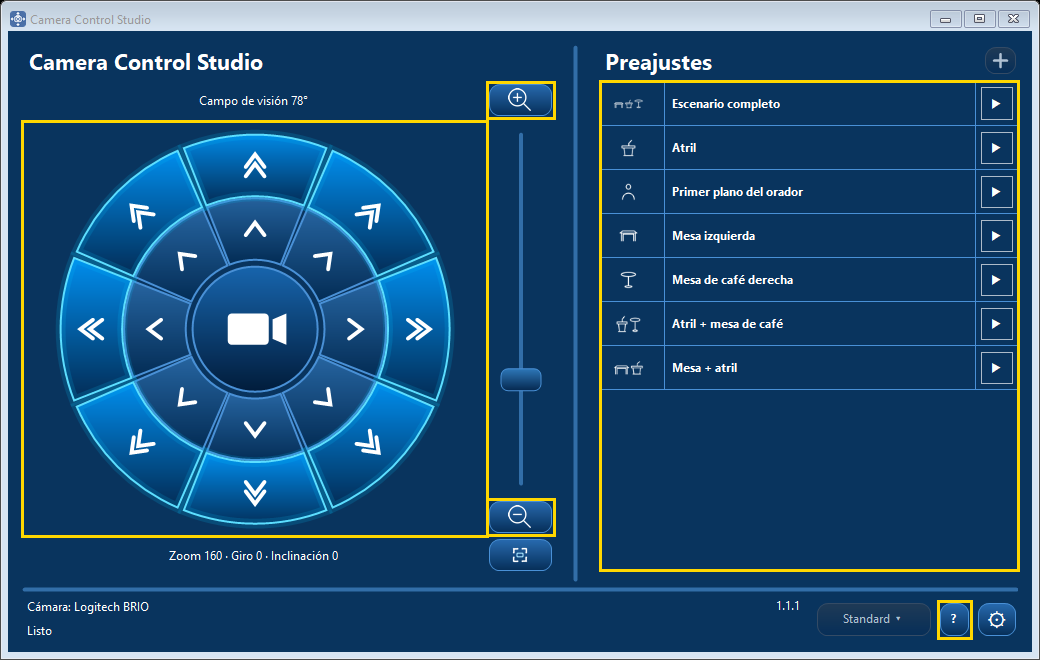 Camera Control Studio
Camera Control Studio
Campo de visión 78°
Zoom 160 · Giro 0 · Inclinación 0
Preajustes
Escenario completo
Atril
Primer plano del orador
Mesa izquierda
Mesa de café derecha
Atril + mesa de café
Mesa + atril
Cámara: Logitech BRIO
Listo
1.1.1
Standard
?